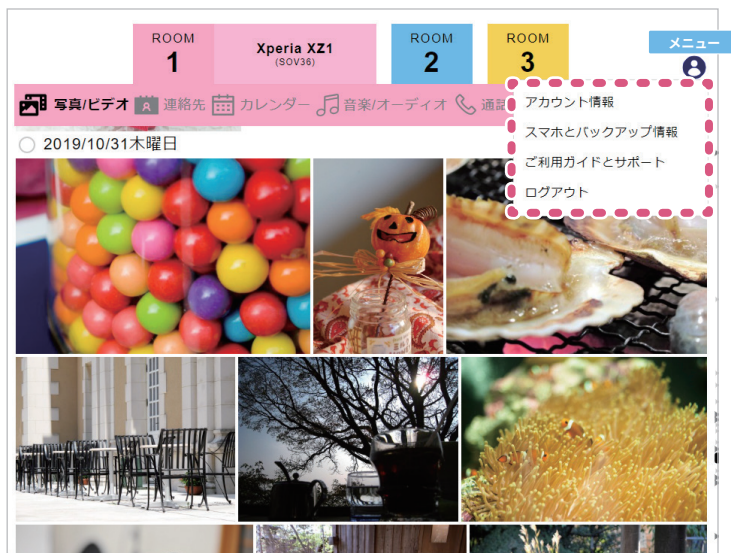 ROOM
1
Xperia XZ1
(SOV36)
ROOM
2
ROOM
3
メニュー
写真/ビデオ
連絡先
カレンダー
音楽/オーディオ
通話
アカウント情報
スマホとバックアップ情報
ご利用ガイドとサポート
ログアウト
2019/10/31木曜日